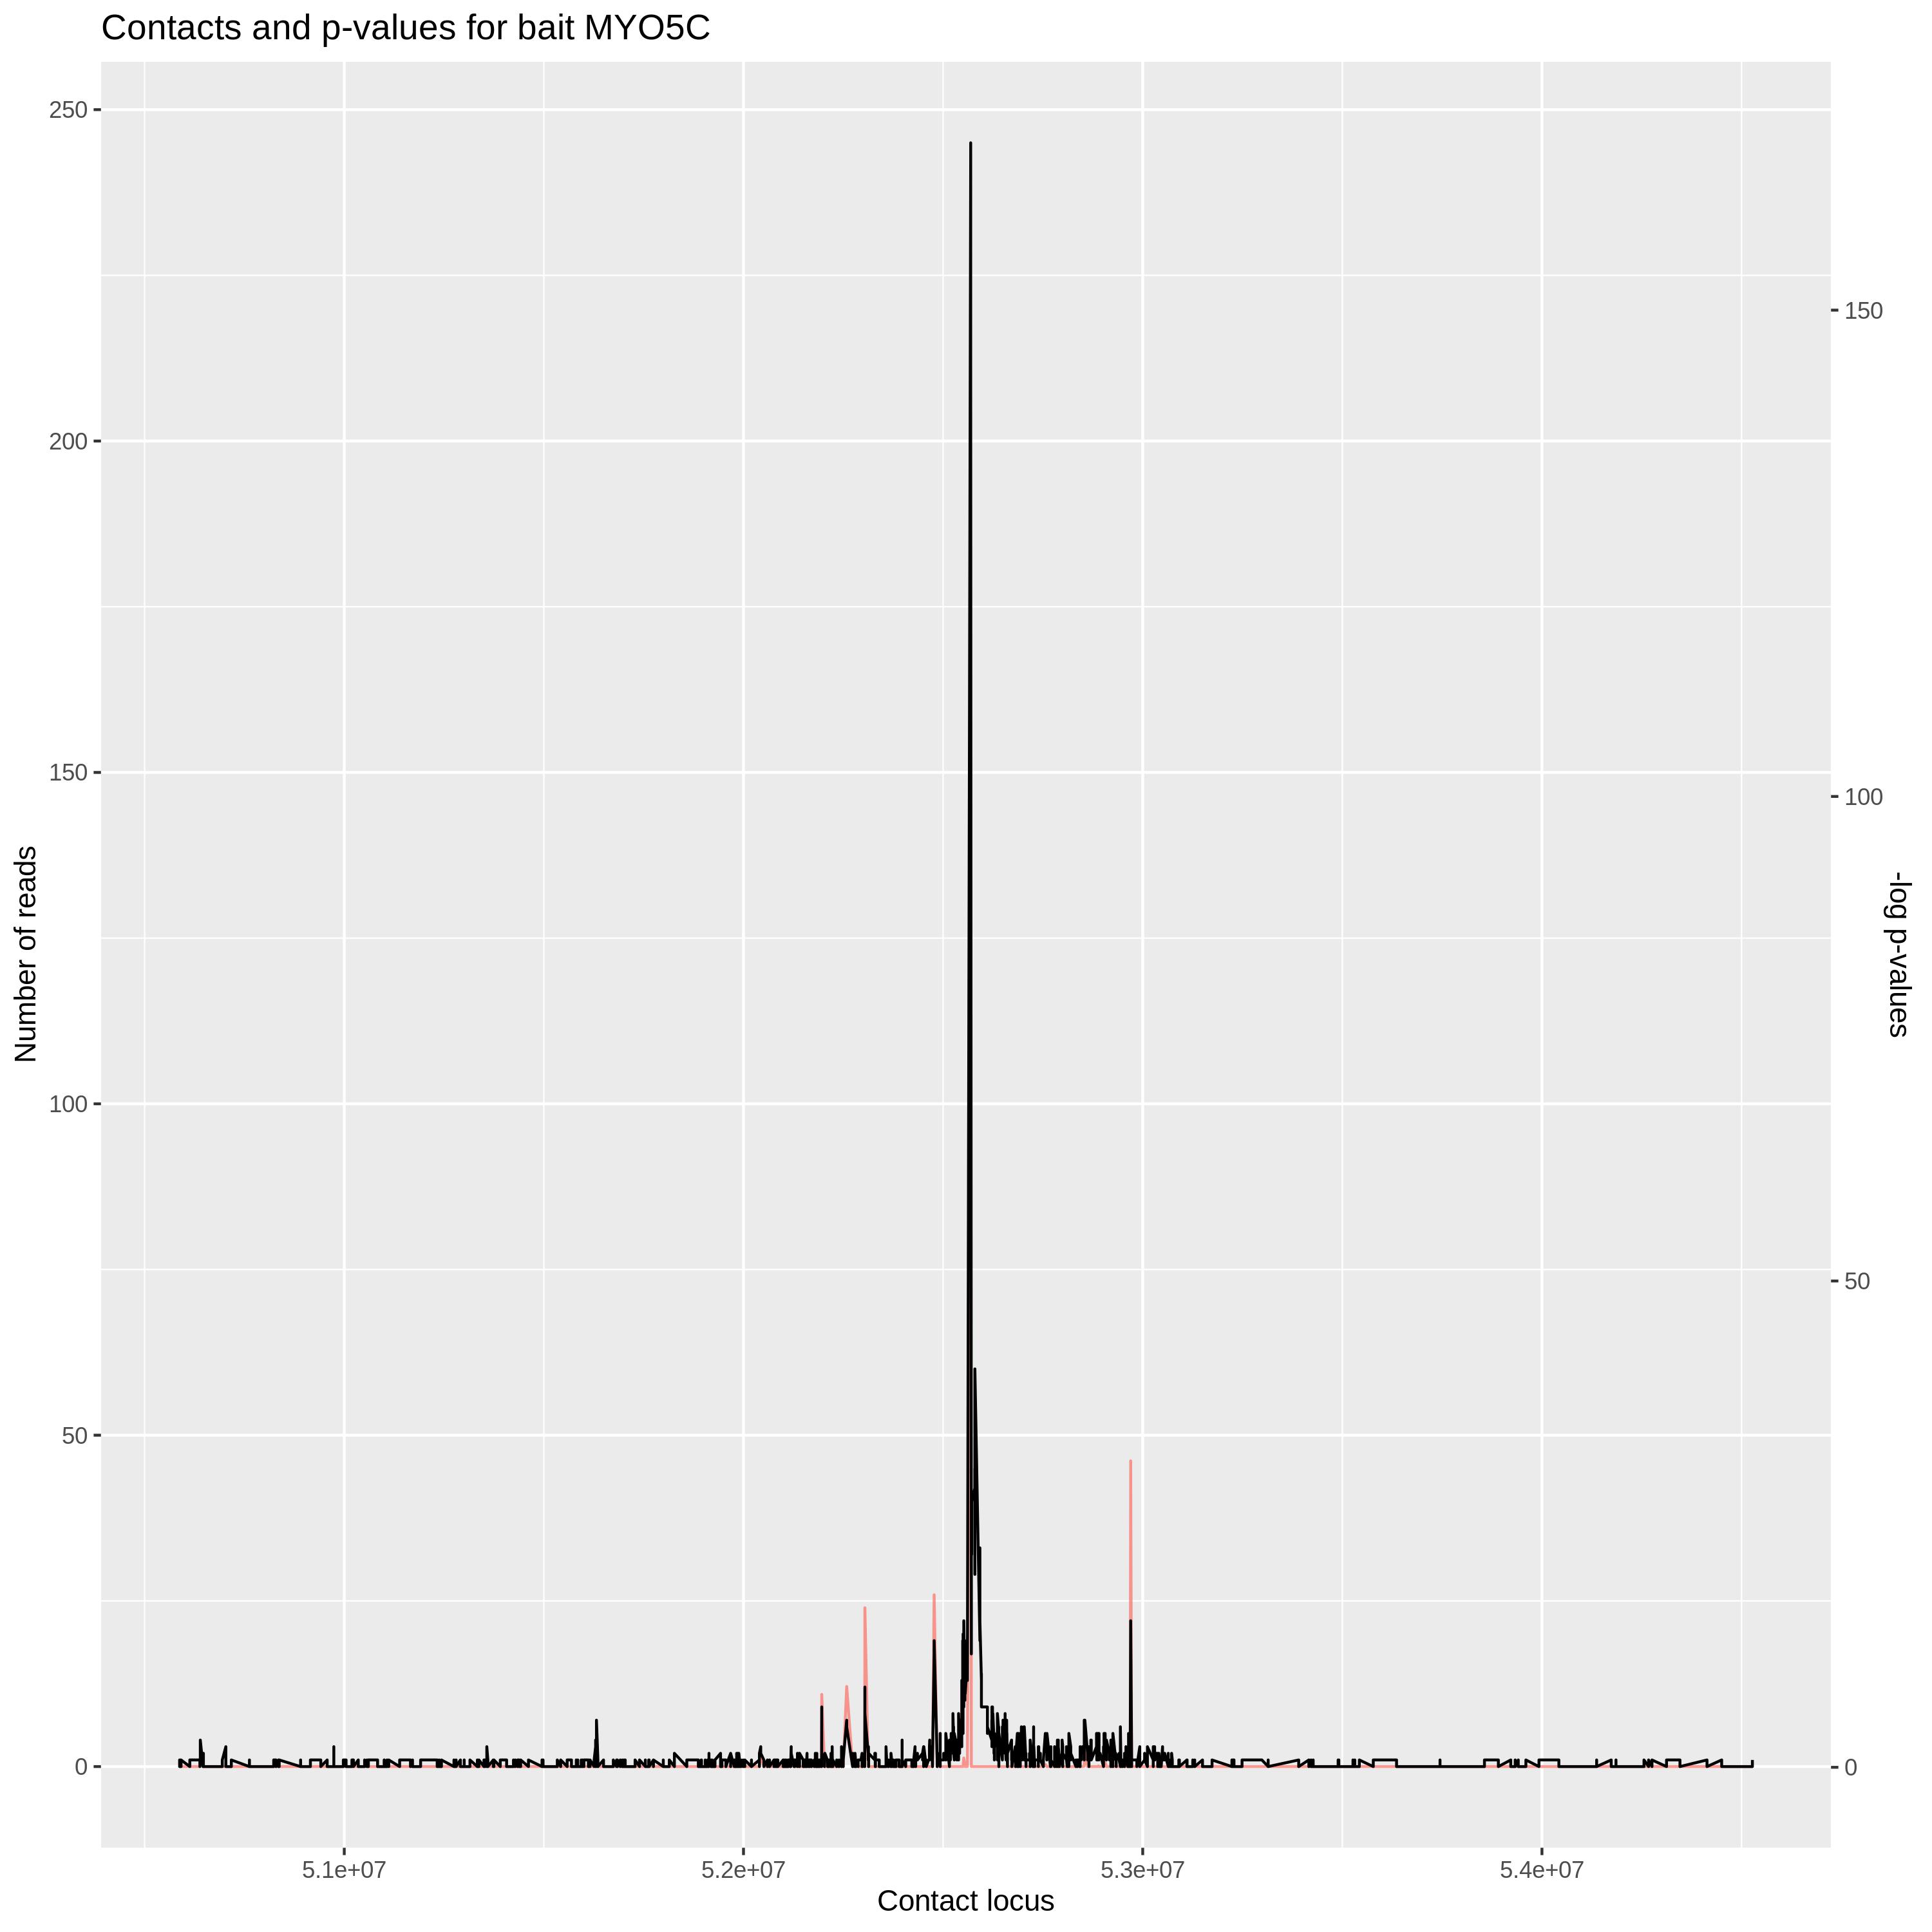 Contacts and p-values for bait MYO5C
Number of reads
250
200
150
100
50
0
150
100
50
0
-log p-values
5.1e+07
5.2e+07
5.3e+07
5.4e+07
Contact locus